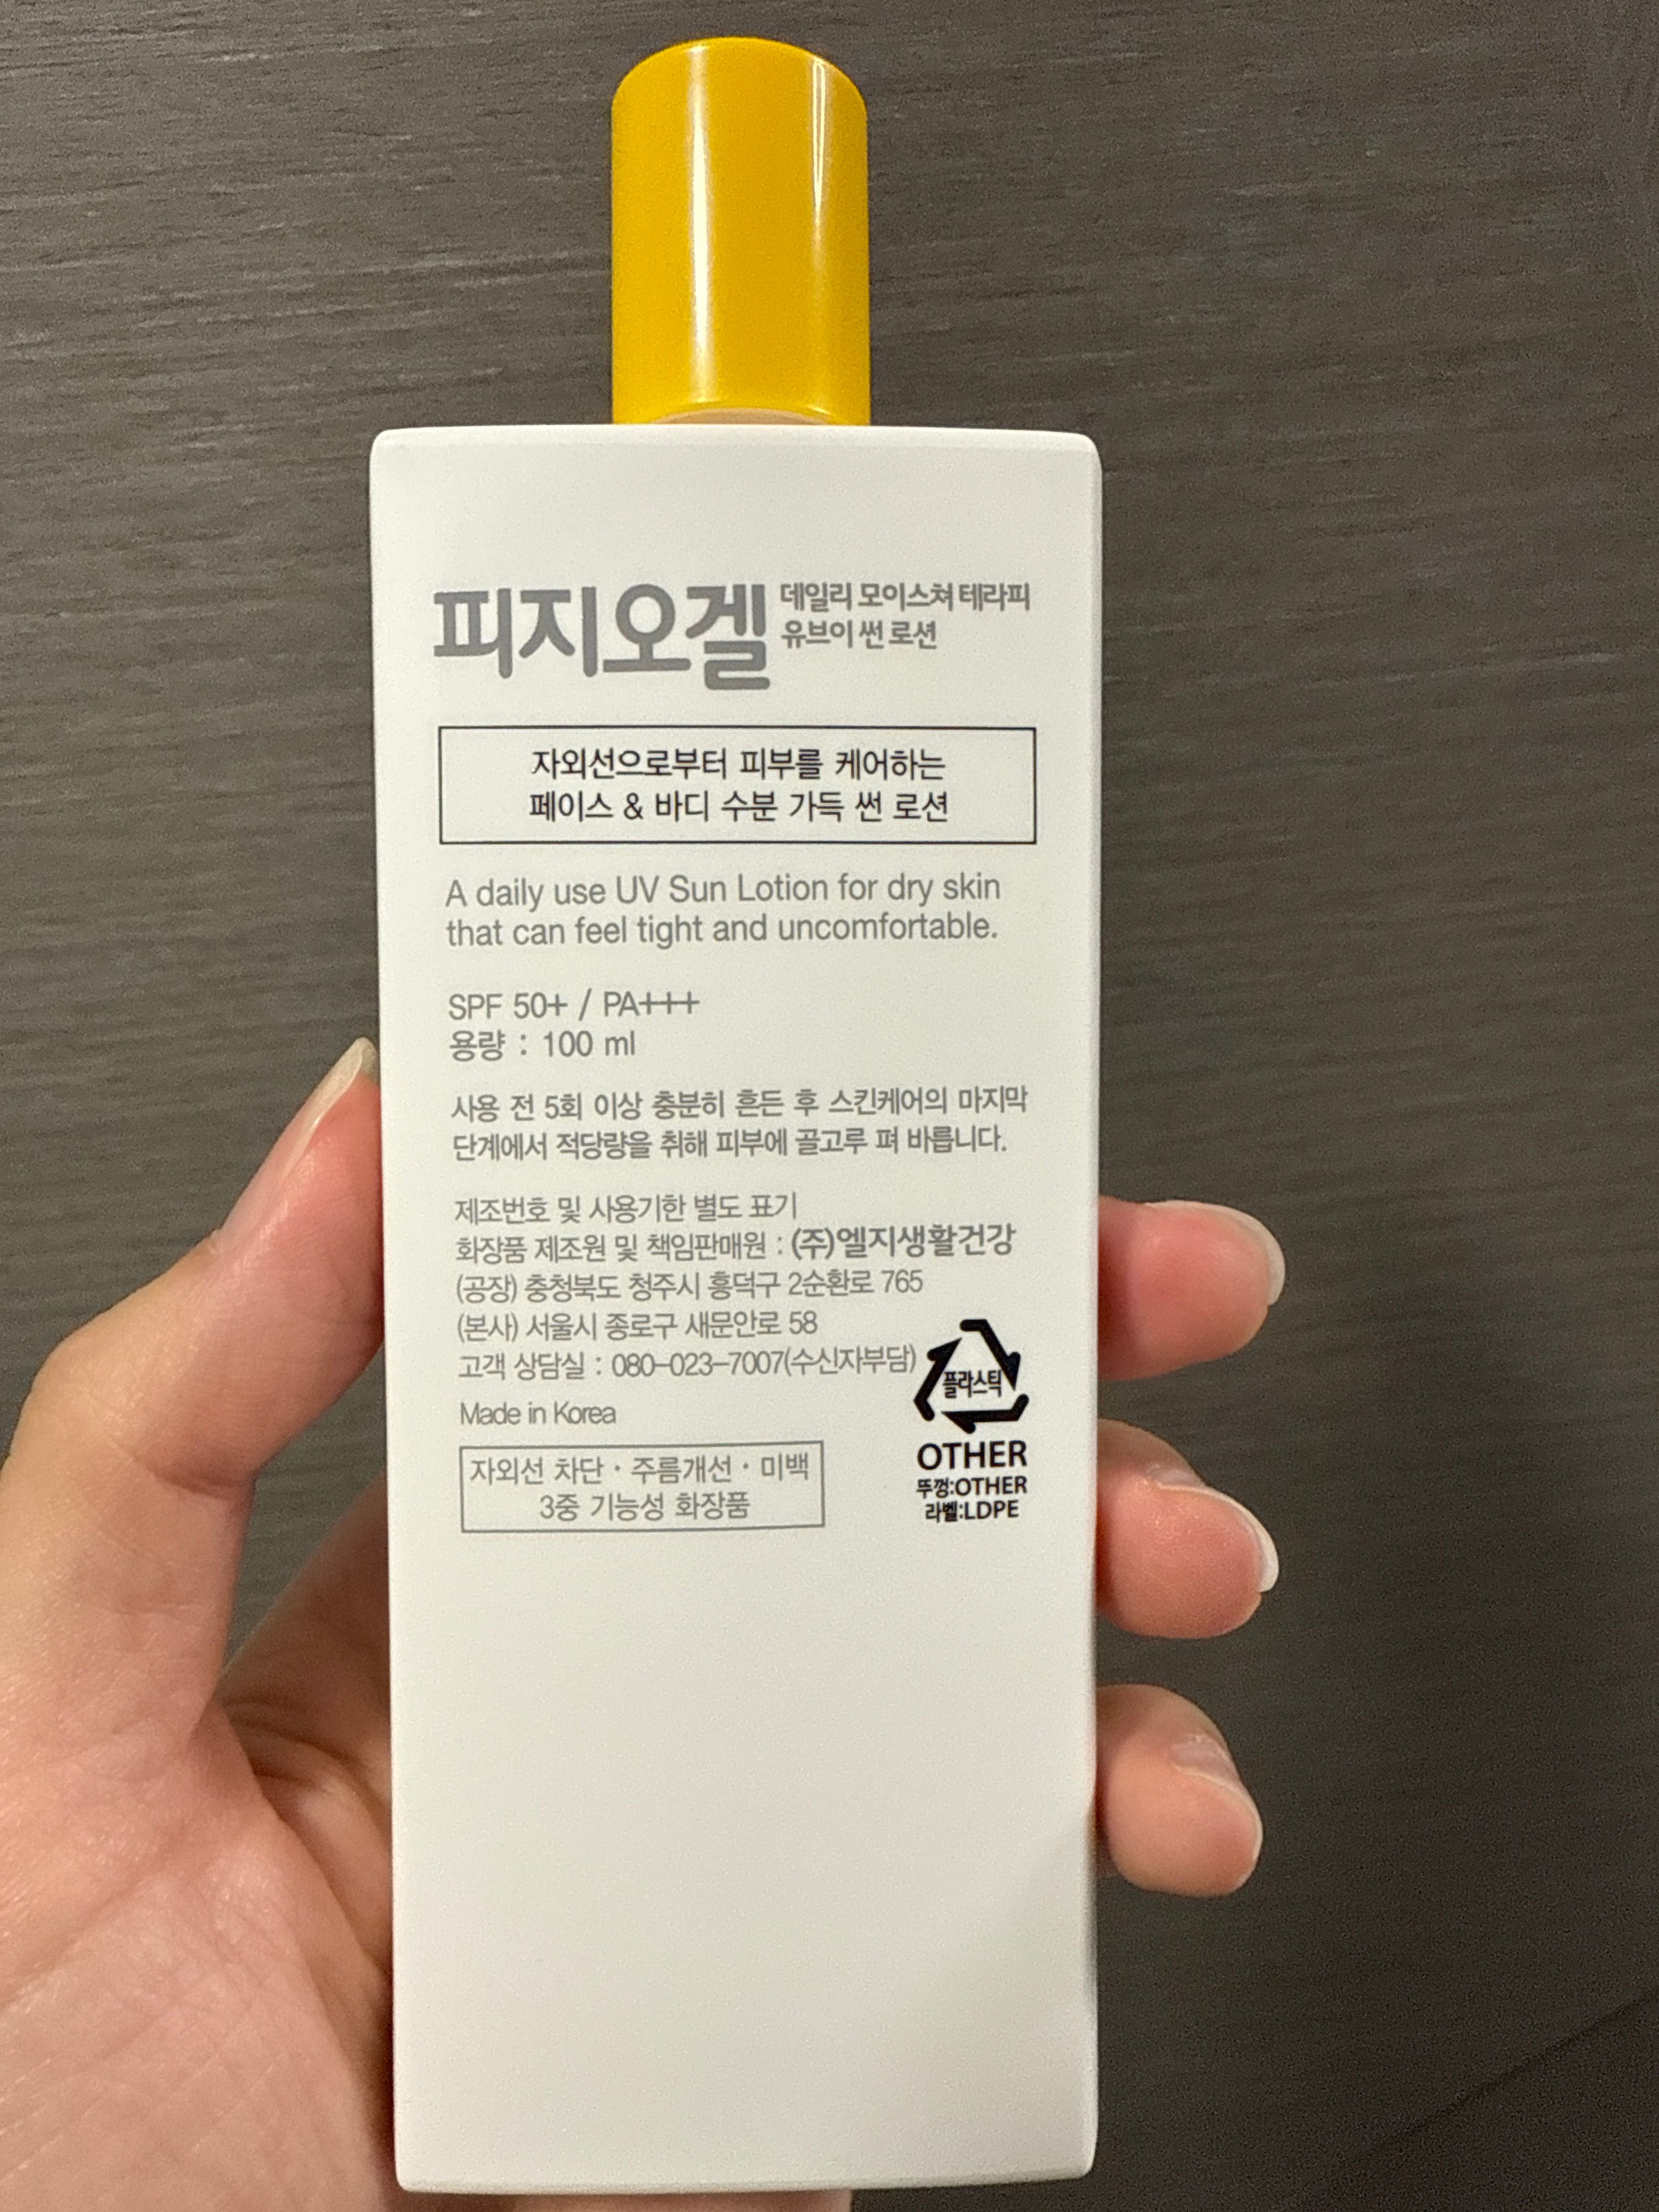 피지오겔 데일리 모이스쳐 테라피
유브이 썬 로션
자외선으로부터 피부를 케어하는
페이스 & 바디 수분 가득 썬 로션
A daily use UV Sun Lotion for dry skin
that can feel tight and uncomfortable.
SPF 50+ / PA+++
용량 : 100 ml
사용 전 5회 이상 충분히 흔든 후 스킨케어의 마지막
단계에서 적당량을 취해 피부에 골고루 펴 바릅니다.
제조번호 및 사용기한 별도 표기
화장품 제조원 및 책임판매원 : (주)엘지생활건강
(공장) 충청북도 청주시 흥덕구 2순환로 765
(본사) 서울시 종로구 새문안로 58
고객 상담실 : 080-023-7007(수신자부담)
Made in Korea
자외선 차단 · 주름개선 · 미백
3중 기능성 화장품
플라스틱
OTHER
뚜껑:OTHER
라벨:LDPE